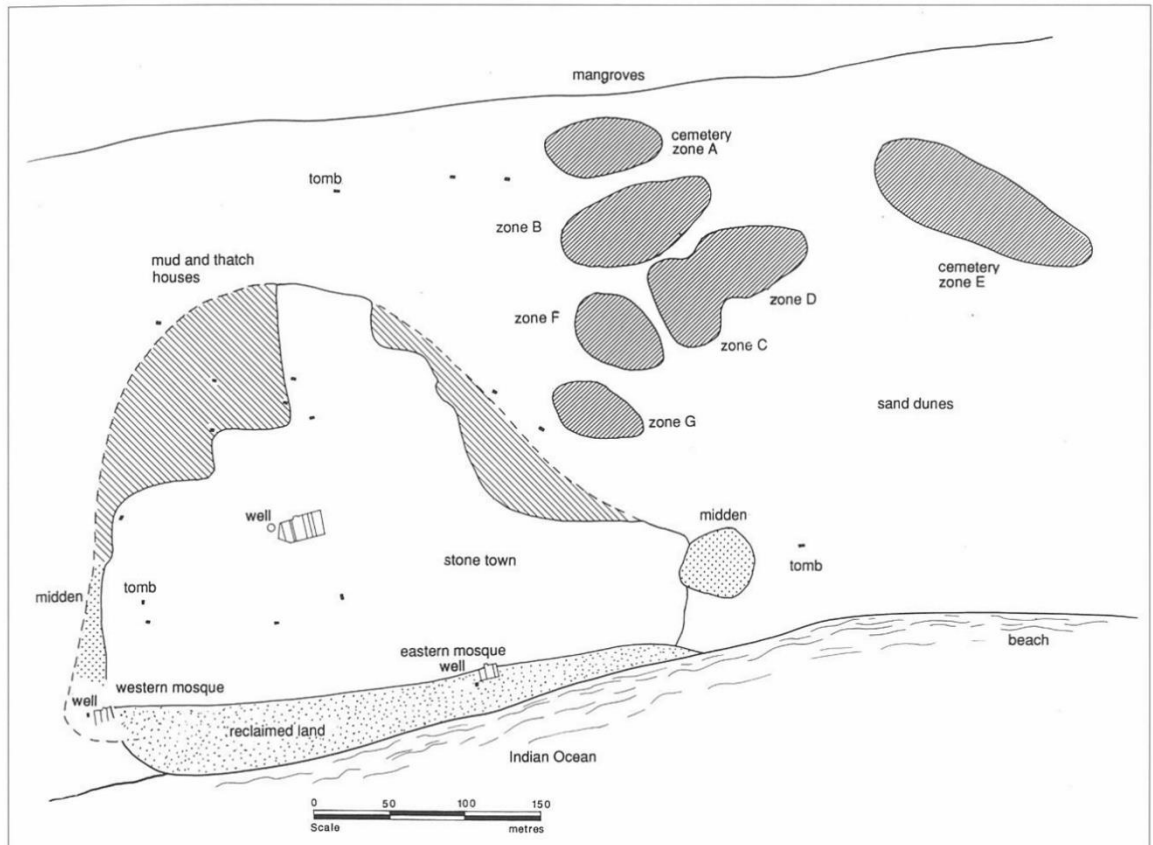 mangroves
cemetery
zone A
tomb
zone B
mud and thatch
houses
cemetery
zone E
zone D
zone F
zone C
sand dunes
zone G
well
midden
stone town
tomb
midden
tomb
eastern mosque
well
beach
western mosque
well
reclaimed land
Indian Ocean
0 50 100 150
Scale metres